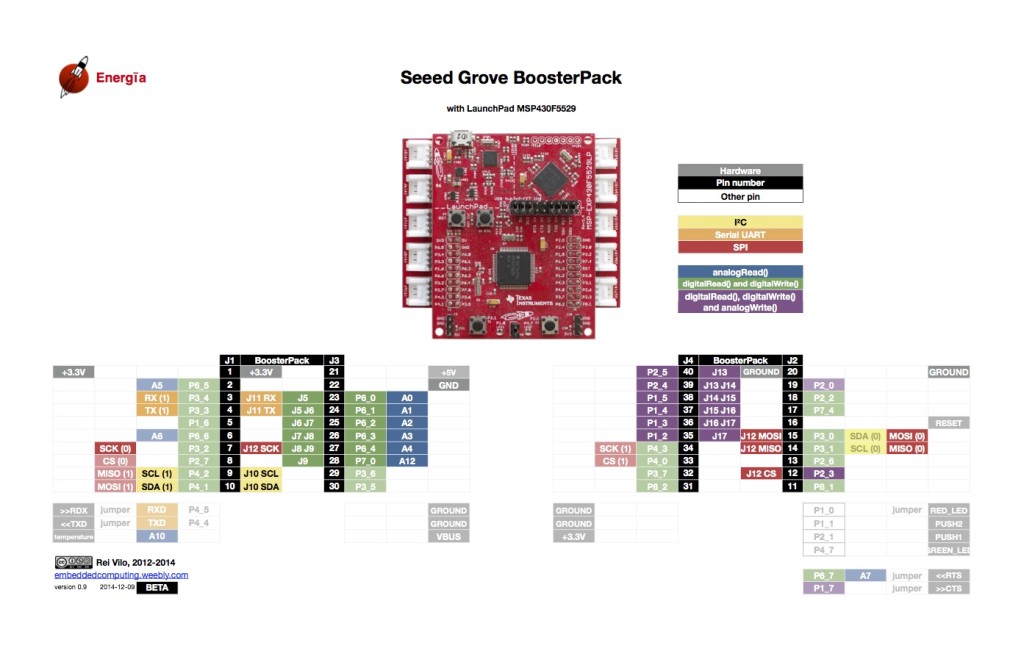 Energïa
Seeed Grove BoosterPack
with LaunchPad MSP430F5529
Hardware
Pin number
Other pin
I²C
Serial UART
SPI
analogRead()
digitalRead() and digitalWrite()
digitalRead(), digitalWrite()
and analogWrite()
LaunchPad
MSP-EXP430F5529LP
TEXAS
INSTRUMENTS
J1 BoosterPack J3
+3.3V 1 +3.3V 21 +5V
A5 P6_5 2 22 GND
RX (1) P3_4 3 J11 RX J5 23 P6_0 A0
TX (1) P3_3 4 J11 TX J5 J6 24 P6_1 A1
P1_6 5 J6 J7 25 P6_2 A2
A6 P6_6 6 J7 J8 26 P6_3 A3
SCK (0) P3_2 7 J12 SCK J8 J9 27 P6_4 A4
CS (0) P2_7 8 J9 28 P7_0 A12
MISO (1) SCL (1) P4_2 9 J10 SCL 29 P3_6
MOSI (1) SDA (1) P4_1 10 J10 SDA 30 P3_5
>>RDX jumper RXD P4_5 GROUND
<<TXD jumper TXD P4_4 GROUND
temperature A10 VBUS
J4 BoosterPack J2
P2_5 40 J13 GROUND 20 GROUND
P2_4 39 J13 J14 19 P2_0
P1_5 38 J14 J15 18 P2_2
P1_4 37 J15 J16 17 P7_4
P1_3 36 J16 J17 16 RESET
P1_2 35 J17 J12 MOSI 15 P3_0 SDA (0) MOSI (0)
SCK (1) P4_3 34 J12 MISO 14 P3_1 SCL (0) MISO (0)
CS (1) P4_0 33 13 P2_6
P3_7 32 J12 CS 12 P2_3
P8_2 31 11 P8_1
GROUND P1_0 jumper RED_LED
GROUND P1_1 PUSH2
+3.3V P2_1 PUSH1
P4_7 GREEN_LED
P6_7 A7 jumper <<RTS
P1_7 jumper >>CTS
Rei Vilo, 2012-2014
embeddedcomputing.weebly.com
version 0.9 2014-12-09 BETA